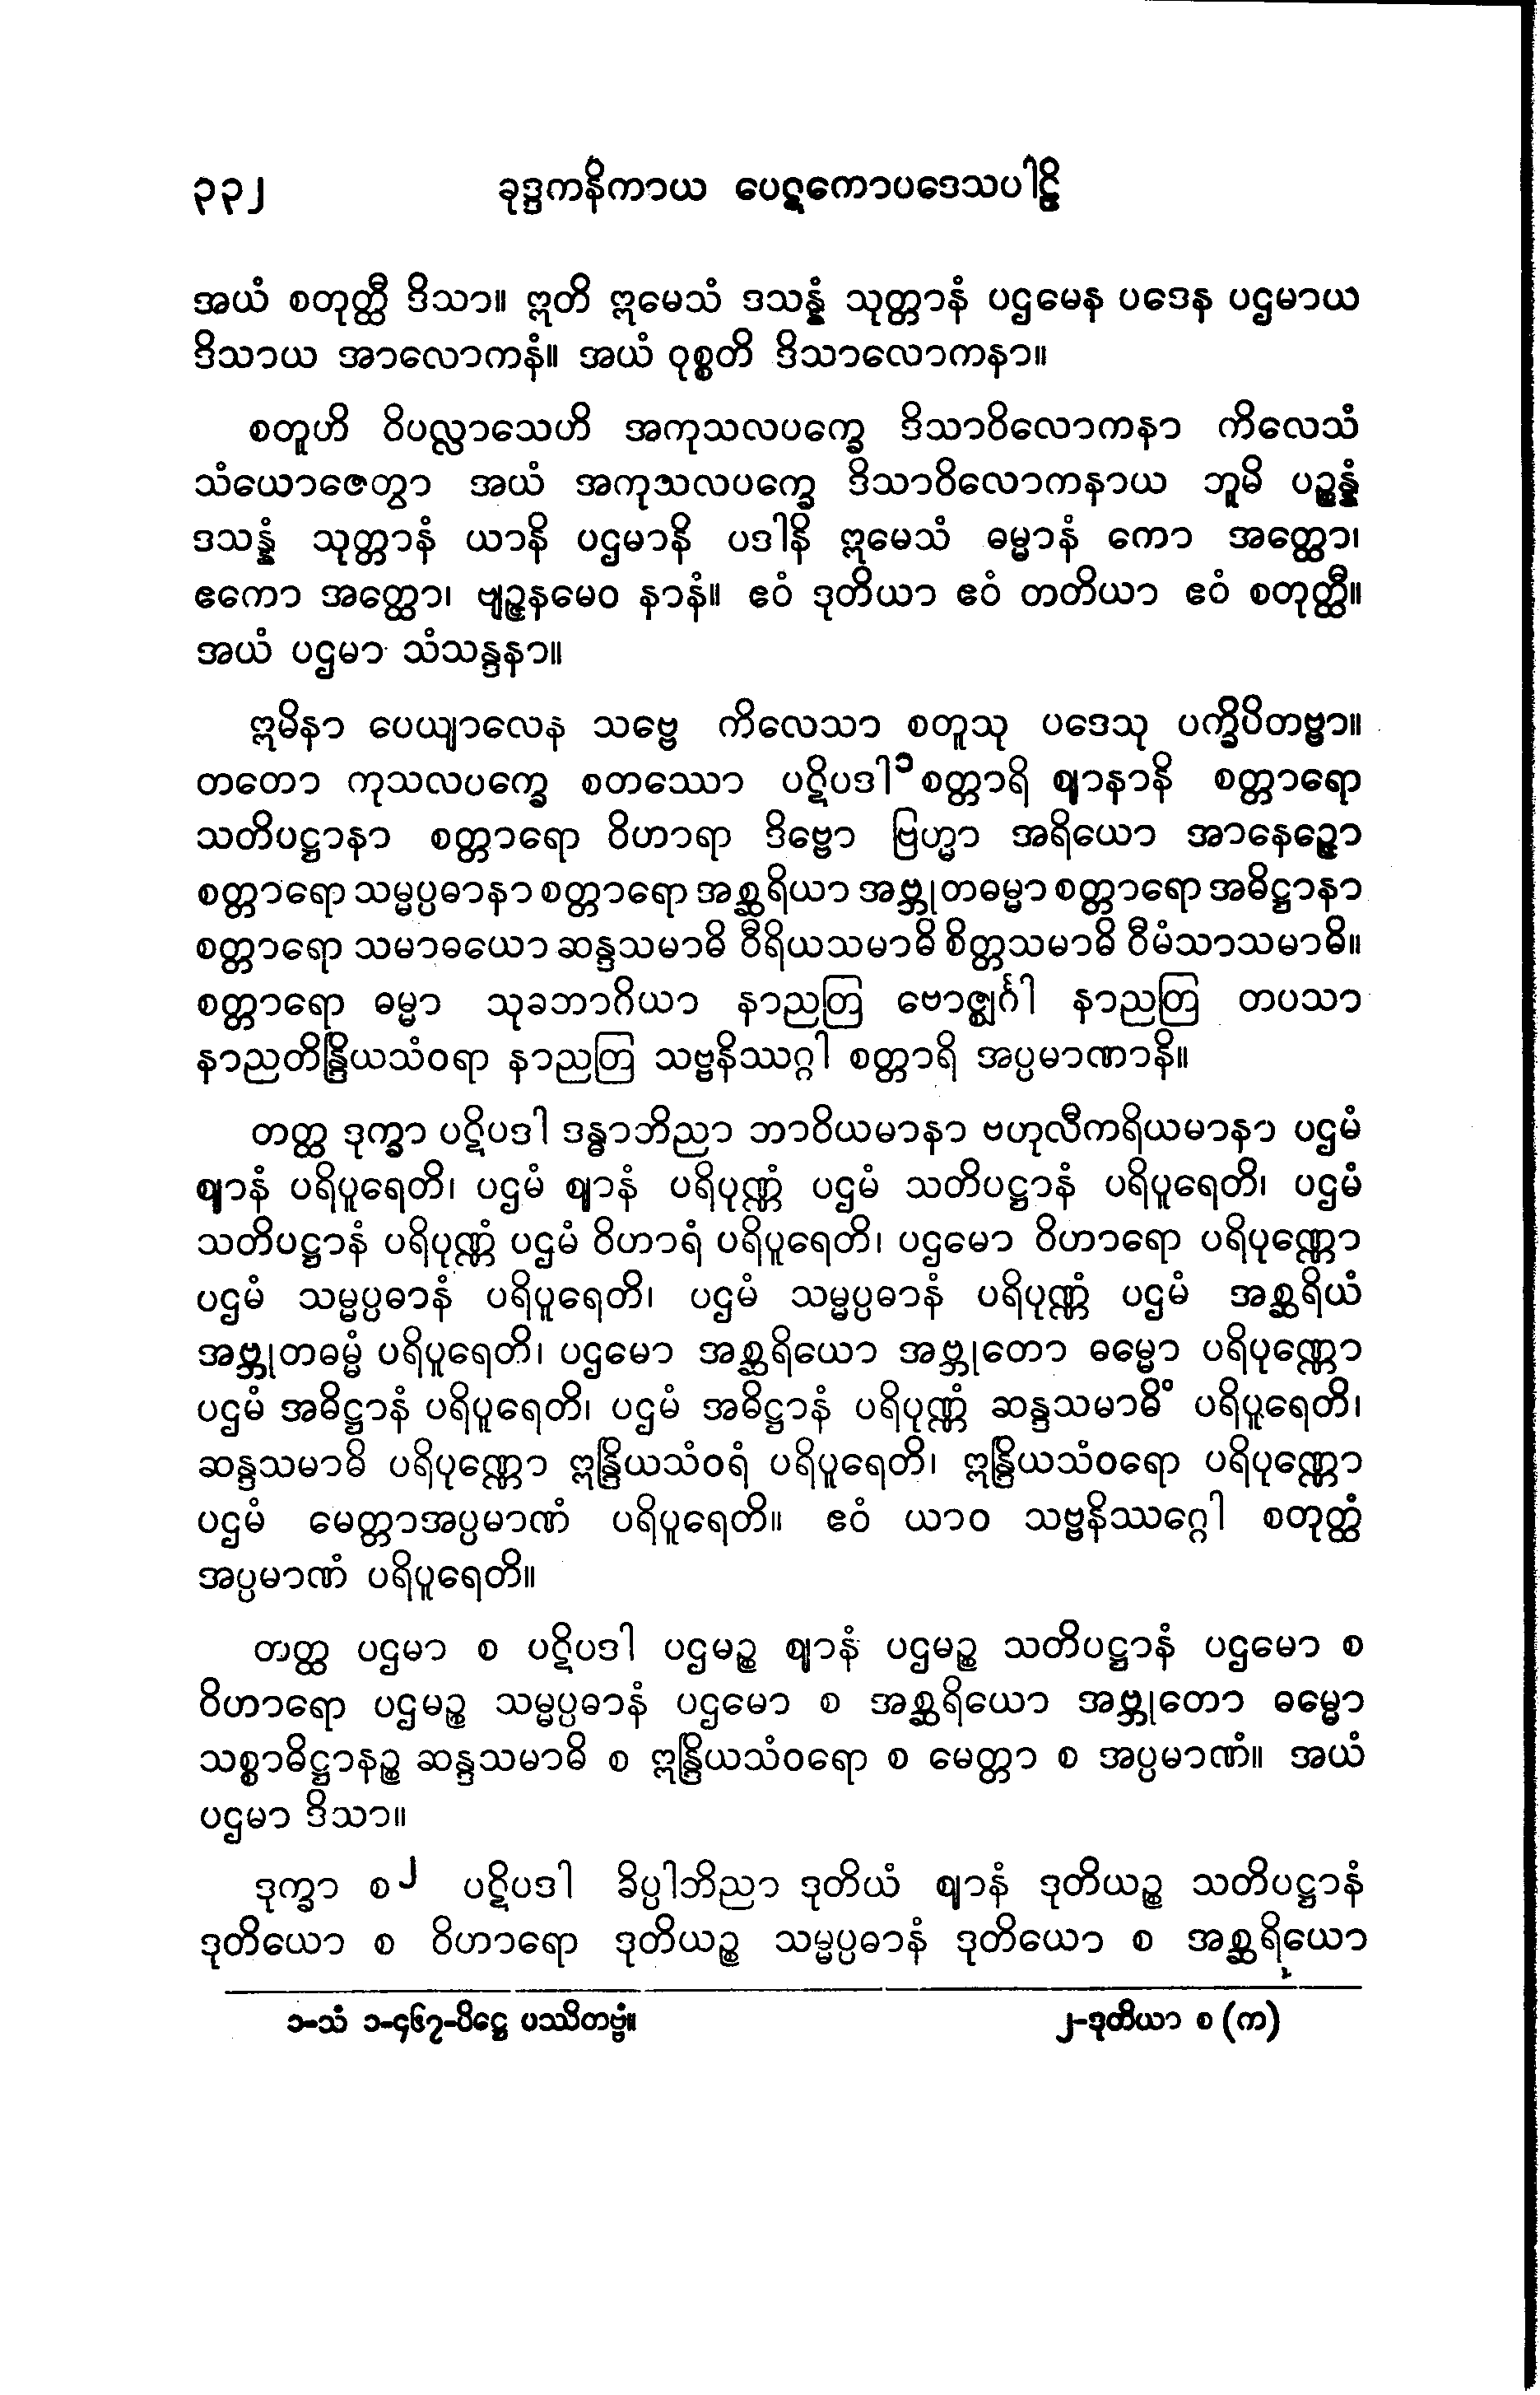 ၃၃၂ ခုဒ္ဒကနိကာယ ပေဋကောပဒေသပါဠိ
အယံ စတုတ္ထီ ဒိသာ။ ဣတိ ဣမေသံ ဒသန္နံ သုတ္တာနံ ပဌမေန ပဒေန ပဌမာယ
ဒိသာယ အာလောကနံ။ အယံ ဝုစ္စတိ ဒိသာလောကနာ။
စတူဟိ ဝိပလ္လာသေဟိ အကုသလပက္ခေ ဒိသာဝိလောကနာ ကိလေသံ
သံယောဇေတွာ အယံ အကုသလပက္ခေ ဒိသာဝိလောကနာယ ဘူမိ ပဉ္စန္နံ
ဒသန္နံ သုတ္တာနံ ယာနိ ပဌမာနိ ပဒါနိ ဣမေသံ ဓမ္မာနံ ကော အတ္ထော၊
ဧကော အတ္ထော၊ ဗျဉ္ဇနမေဝ နာနံ။ ဧဝံ ဒုတိယာ ဧဝံ တတိယာ ဧဝံ စတုတ္ထီ။
အယံ ပဌမာ သံသန္ဒနာ။
ဣမိနာ ပေယျာလေန သဗ္ဗေ ကိလေသာ စတူသု ပဒေသု ပက္ခိပိတဗ္ဗာ။
တတော ကုသလပက္ခေ စတဿော ပဋိပဒါ၁ စတ္တာရိ ဈာနာနိ စတ္တာရော
သတိပဋ္ဌာနာ စတ္တာရော ဝိဟာရာ ဒိဗ္ဗော ဗြဟ္မာ အရိယော အာနေဉ္ဇော
စတ္တာရော သမ္မပ္ပဓာနာ စတ္တာရော အစ္ဆရိယာ အဗ္ဘုတဓမ္မာ စတ္တာရော အဓိဋ္ဌာနာ
စတ္တာရော သမာဓယော ဆန္ဒသမာဓိ ဝီရိယသမာဓိ စိတ္တသမာဓိ ဝီမံသာသမာဓိ။
စတ္တာရော ဓမ္မာ သုခဘာဂိယာ နာညတြ ဗောဇ္ဈင်္ဂါ နာညတြ တပသာ
နာညတိန္ဒြိယသံဝရာ နာညတြ သဗ္ဗနိဿဂ္ဂါ စတ္တာရိ အပ္ပမာဏာနိ။
တတ္ထ ဒုက္ခာ ပဋိပဒါ ဒန္ဓာဘိညာ ဘာဝိယမာနာ ဗဟုလီကရိယမာနာ ပဌမံ
ဈာနံ ပရိပူရေတိ၊ ပဌမံ ဈာနံ ပရိပုဏ္ဏံ ပဌမံ သတိပဋ္ဌာနံ ပရိပူရေတိ၊ ပဌမံ
သတိပဋ္ဌာနံ ပရိပုဏ္ဏံ ပဌမံ ဝိဟာရံ ပရိပူရေတိ၊ ပဌမော ဝိဟာရော ပရိပုဏ္ဏော
ပဌမံ သမ္မပ္ပဓာနံ ပရိပူရေတိ၊ ပဌမံ သမ္မပ္ပဓာနံ ပရိပုဏ္ဏံ ပဌမံ အစ္ဆရိယံ
အဗ္ဘုတဓမ္မံ ပရိပူရေတိ၊ ပဌမော အစ္ဆရိယော အဗ္ဘုတော ဓမ္မော ပရိပုဏ္ဏော
ပဌမံ အဓိဋ္ဌာနံ ပရိပူရေတိ၊ ပဌမံ အဓိဋ္ဌာနံ ပရိပုဏ္ဏံ ဆန္ဒသမာဓိံ ပရိပူရေတိ၊
ဆန္ဒသမာဓိ ပရိပုဏ္ဏော ဣန္ဒြိယသံဝရံ ပရိပူရေတိ၊ ဣန္ဒြိယသံဝရော ပရိပုဏ္ဏော
ပဌမံ မေတ္တာအပ္ပမာဏံ ပရိပူရေတိ။ ဧဝံ ယာဝ သဗ္ဗနိဿဂ္ဂေါ စတုတ္ထံ
အပ္ပမာဏံ ပရိပူရေတိ။
တတ္ထ ပဌမာ စ ပဋိပဒါ ပဌမဉ္စ ဈာနံ ပဌမဉ္စ သတိပဋ္ဌာနံ ပဌမော စ
ဝိဟာရော ပဌမဉ္စ သမ္မပ္ပဓာနံ ပဌမော စ အစ္ဆရိယော အဗ္ဘုတော ဓမ္မော
သစ္စာဓိဋ္ဌာနဉ္စ ဆန္ဒသမာဓိ စ ဣန္ဒြိယသံဝရော စ မေတ္တာ စ အပ္ပမာဏံ။ အယံ
ပဌမာ ဒိသာ။
ဒုက္ခာ စ၂ ပဋိပဒါ ခိပ္ပါဘိညာ ဒုတိယံ ဈာနံ ဒုတိယဉ္စ သတိပဋ္ဌာနံ
ဒုတိယော စ ဝိဟာရော ဒုတိယဉ္စ သမ္မပ္ပဓာနံ ဒုတိယော စ အစ္ဆရိယော
၁-သံ ၁-၄၆၇-ပိဋ္ဌေ ပဿိတဗ္ဗံ။ ၂-ဒုတိယာ စ (က)